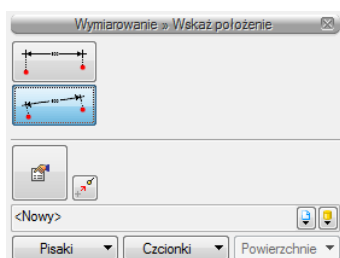 Wymiarowanie » Wskaż położenie
<Nowy>
Pisaki Czcionki Powierzchnie